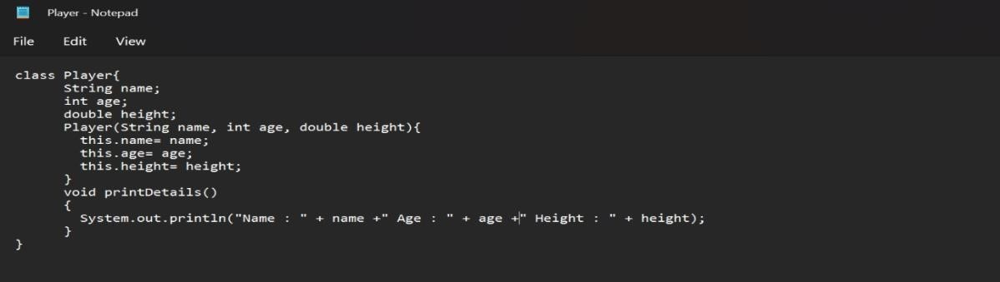 Player - Notepad
File Edit View
class Player{
String name;
int age;
double height;
Player(String name, int age, double height){
this.name= name;
this.age= age;
this.height= height;
}
void printDetails()
{
System.out.println("Name : " + name +" Age : " + age +" Height : " + height);
}
}